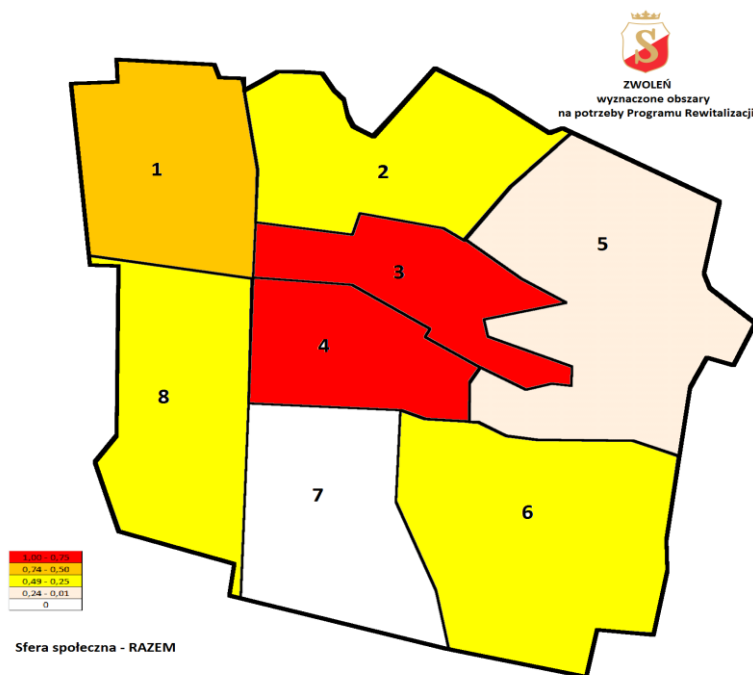 S
ZWOLEŃ
wyznaczone obszary
na potrzeby Programu Rewitalizacji
1
2
5
3
4
8
7
6
1,00 - 0,75
0,74 - 0,50
0,49 - 0,25
0,24 - 0,01
0
Sfera społeczna - RAZEM